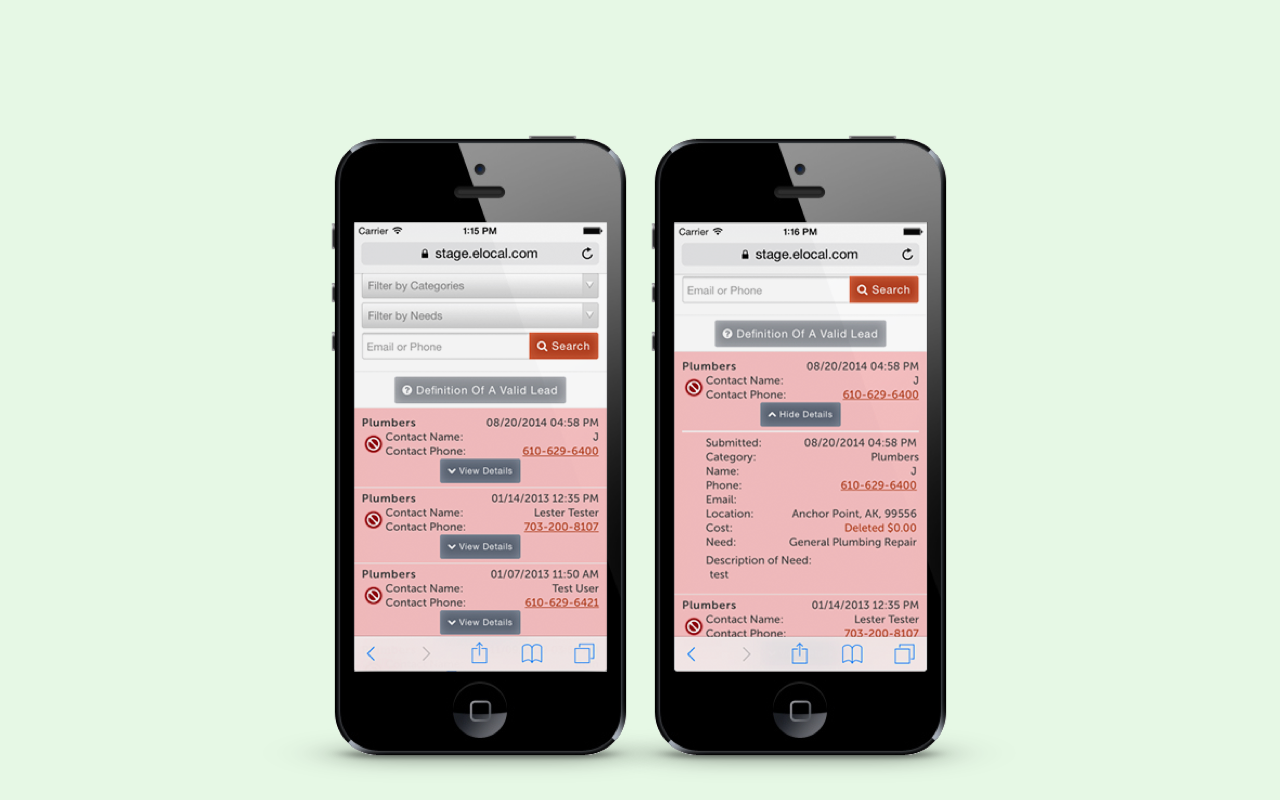 Carrier 1:15 PM
stage.elocal.com
Filter by Categories
Filter by Needs
Email or Phone Search
Definition Of A Valid Lead
Plumbers 08/20/2014 04:58 PM
Contact Name: J
Contact Phone: 610-629-6400
View Details
Plumbers 01/14/2013 12:35 PM
Contact Name: Lester Tester
Contact Phone: 703-200-8107
View Details
Plumbers 01/07/2013 11:50 AM
Contact Name: Test User
Contact Phone: 610-629-6421
View Details
Carrier 1:16 PM
stage.elocal.com
Email or Phone Search
Definition Of A Valid Lead
Plumbers 08/20/2014 04:58 PM
Contact Name: J
Contact Phone: 610-629-6400
Hide Details
Submitted: 08/20/2014 04:58 PM
Category: Plumbers
Name: J
Phone: 610-629-6400
Email:
Location: Anchor Point, AK, 99556
Cost: Deleted $0.00
Need: General Plumbing Repair
Description of Need:
test
Plumbers 01/14/2013 12:35 PM
Contact Name: Lester Tester
Contact Phone: 703-200-8107